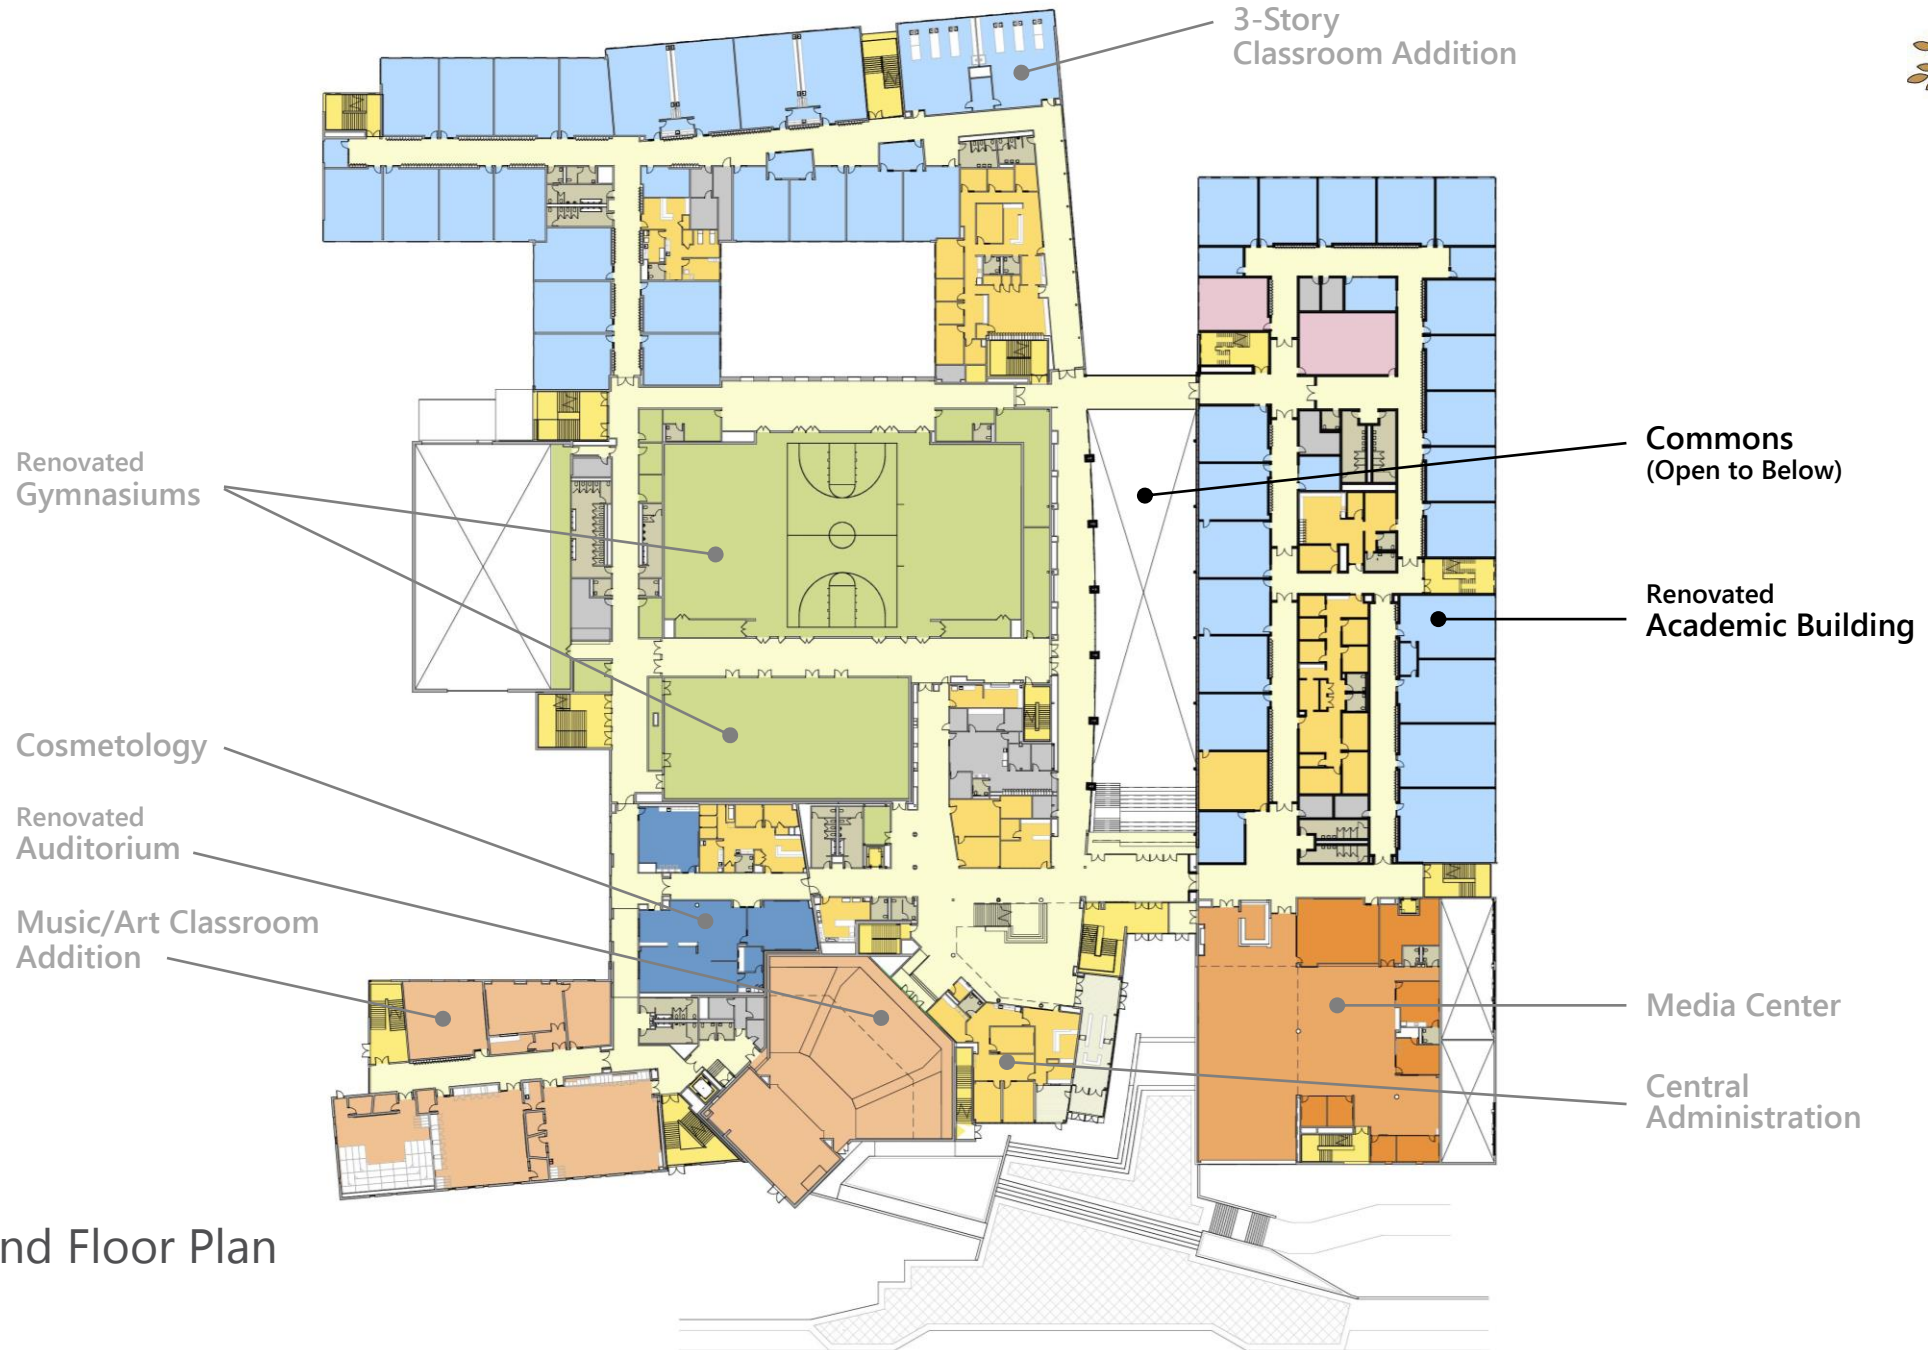 3-Story
Classroom Addition
Renovated
Gymnasiums
Commons
(Open to Below)
Renovated
Academic Building
Cosmetology
Renovated
Auditorium
Music/Art Classroom
Addition
Media Center
Central
Administration
nd Floor Plan